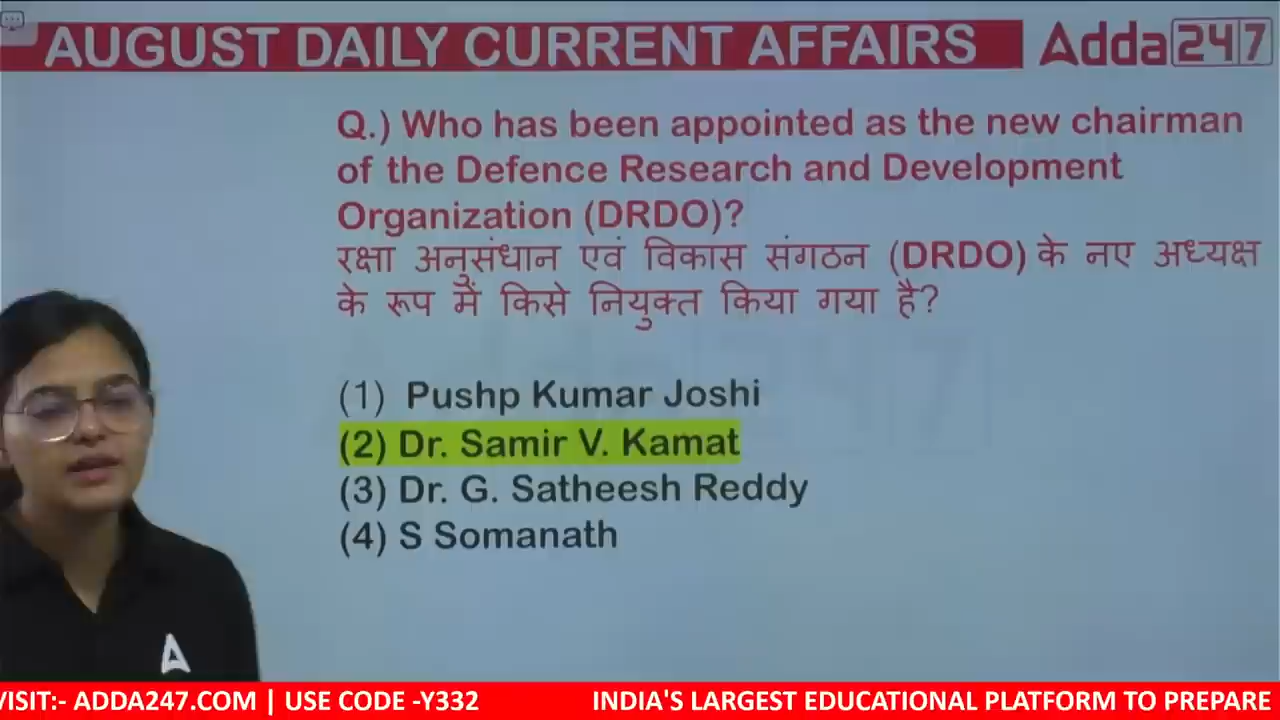 AUGUST DAILY CURRENT AFFAIRS
Adda247
Q.) Who has been appointed as the new chairman
of the Defence Research and Development
Organization (DRDO)?
रक्षा अनुसंधान एवं विकास संगठन (DRDO) के नए अध्यक्ष
के रूप में किसे नियुक्त किया गया है?
(1) Pushp Kumar Joshi
(2) Dr. Samir V. Kamat
(3) Dr. G. Satheesh Reddy
(4) S Somanath
VISIT:- ADDA247.COM | USE CODE -Y332 INDIA'S LARGEST EDUCATIONAL PLATFORM TO PREPARE